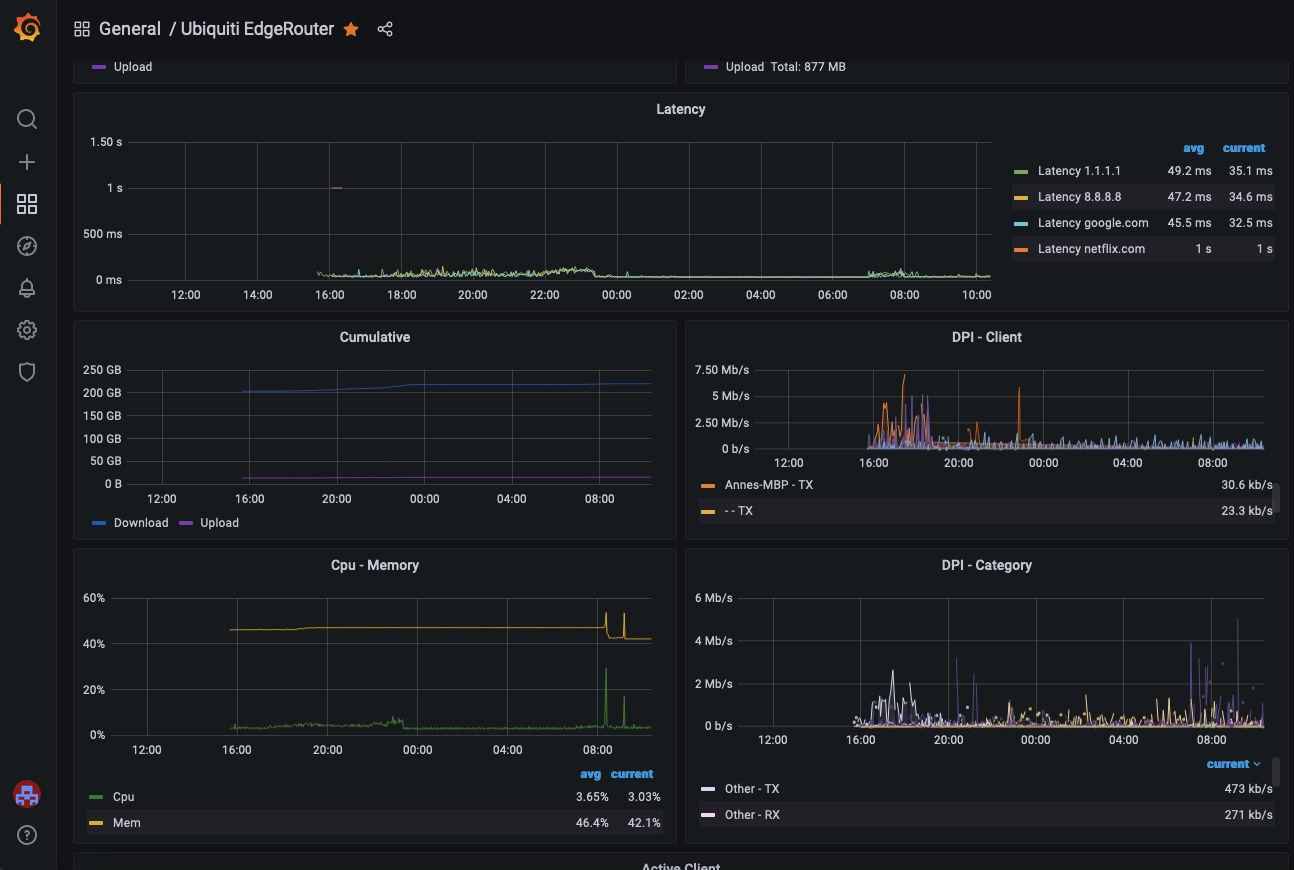 General / Ubiquiti EdgeRouter
Upload
Upload Total: 877 MB
Latency
1.50 s
1 s
500 ms
0 ms
12:00 14:00 16:00 18:00 20:00 22:00 00:00 02:00 04:00 06:00 08:00 10:00
avg current
Latency 1.1.1.1 49.2 ms 35.1 ms
Latency 8.8.8.8 47.2 ms 34.6 ms
Latency google.com 45.5 ms 32.5 ms
Latency netflix.com 1 s 1 s
Cumulative
250 GB
200 GB
150 GB
100 GB
50 GB
0 B
12:00 16:00 20:00 00:00 04:00 08:00
Download Upload
DPI - Client
7.50 Mb/s
5 Mb/s
2.50 Mb/s
0 b/s
12:00 16:00 20:00 00:00 04:00 08:00
Annes-MBP - TX 30.6 kb/s
- - TX 23.3 kb/s
Cpu - Memory
60%
40%
20%
0%
12:00 16:00 20:00 00:00 04:00 08:00
avg current
Cpu 3.65% 3.03%
Mem 46.4% 42.1%
DPI - Category
6 Mb/s
4 Mb/s
2 Mb/s
0 b/s
12:00 16:00 20:00 00:00 04:00 08:00
current
Other - TX 473 kb/s
Other - RX 271 kb/s
Active Client